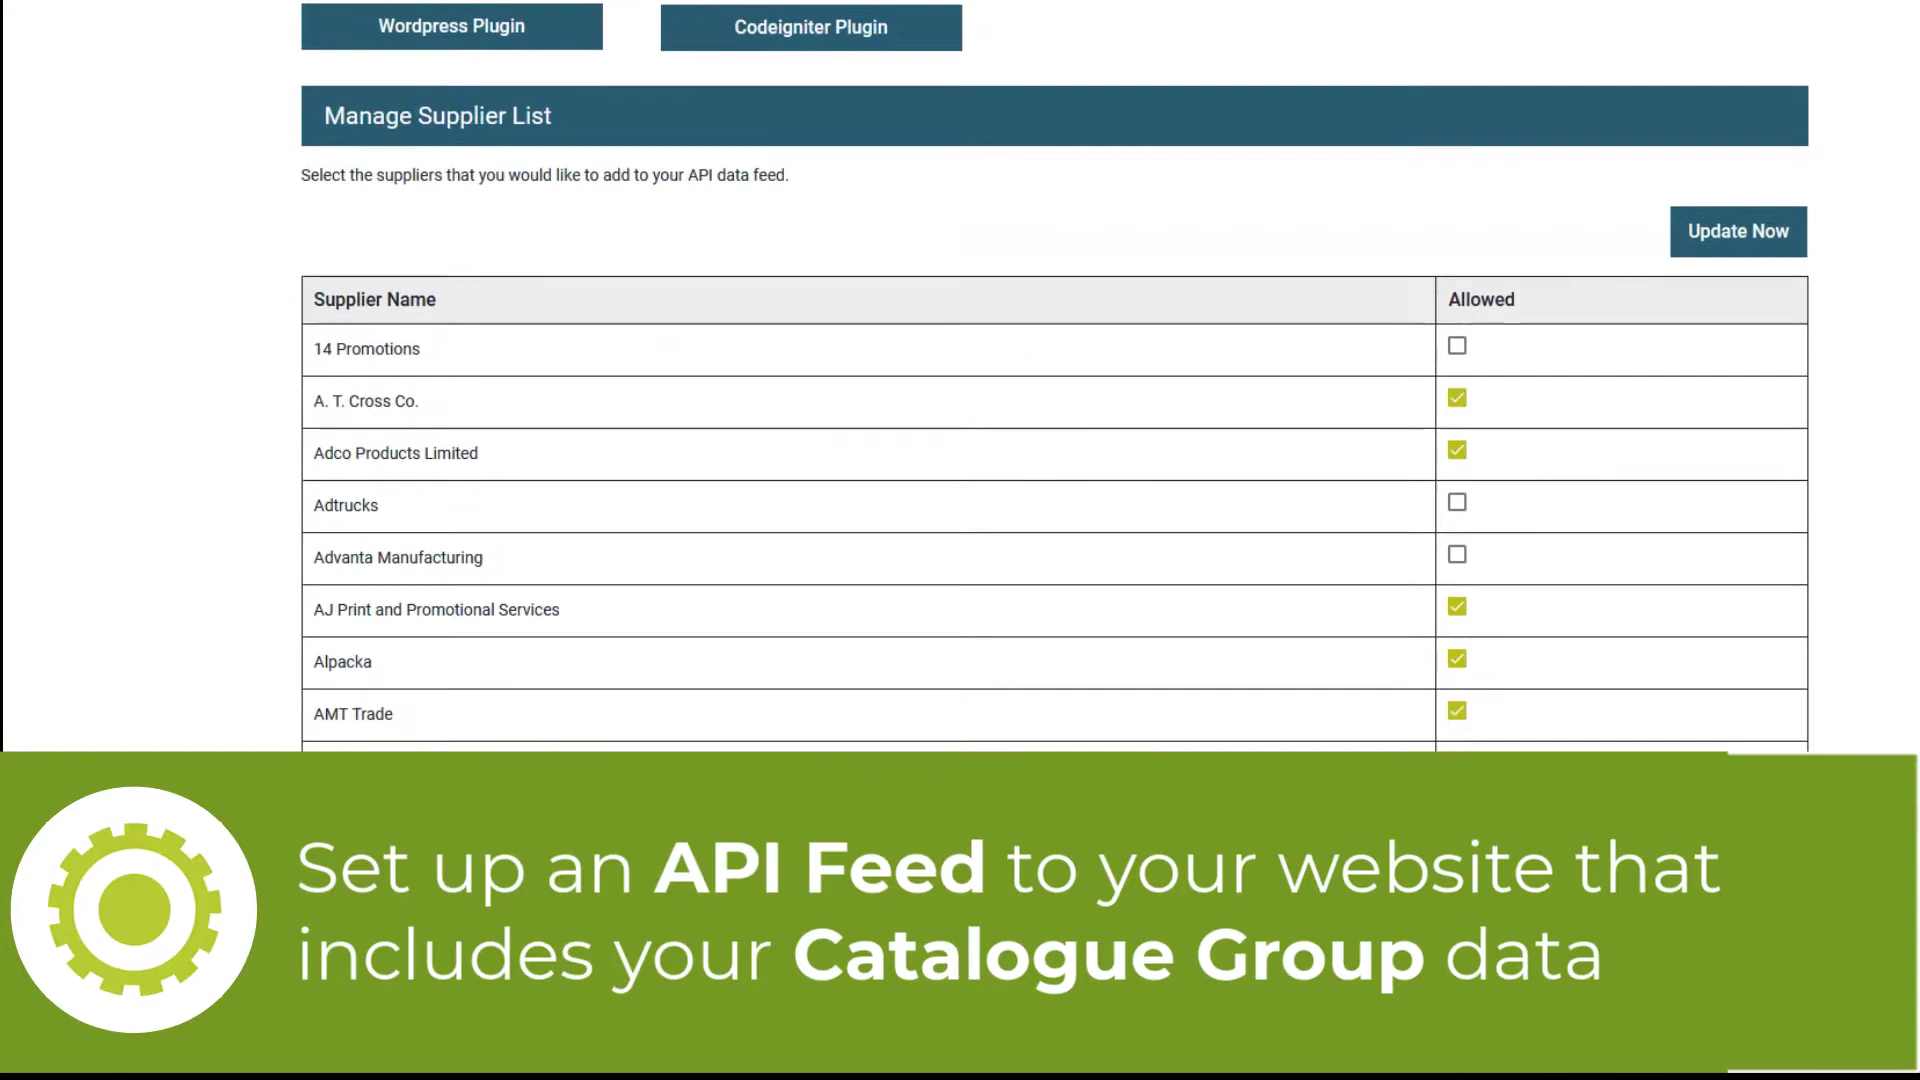 Wordpress Plugin
Codeigniter Plugin
Manage Supplier List
Select the suppliers that you would like to add to your API data feed.
Update Now
Supplier Name
Allowed
14 Promotions
A. T. Cross Co.
Adco Products Limited
Adtrucks
Advanta Manufacturing
AJ Print and Promotional Services
Alpacka
AMT Trade
Set up an API Feed to your website that
includes your Catalogue Group data